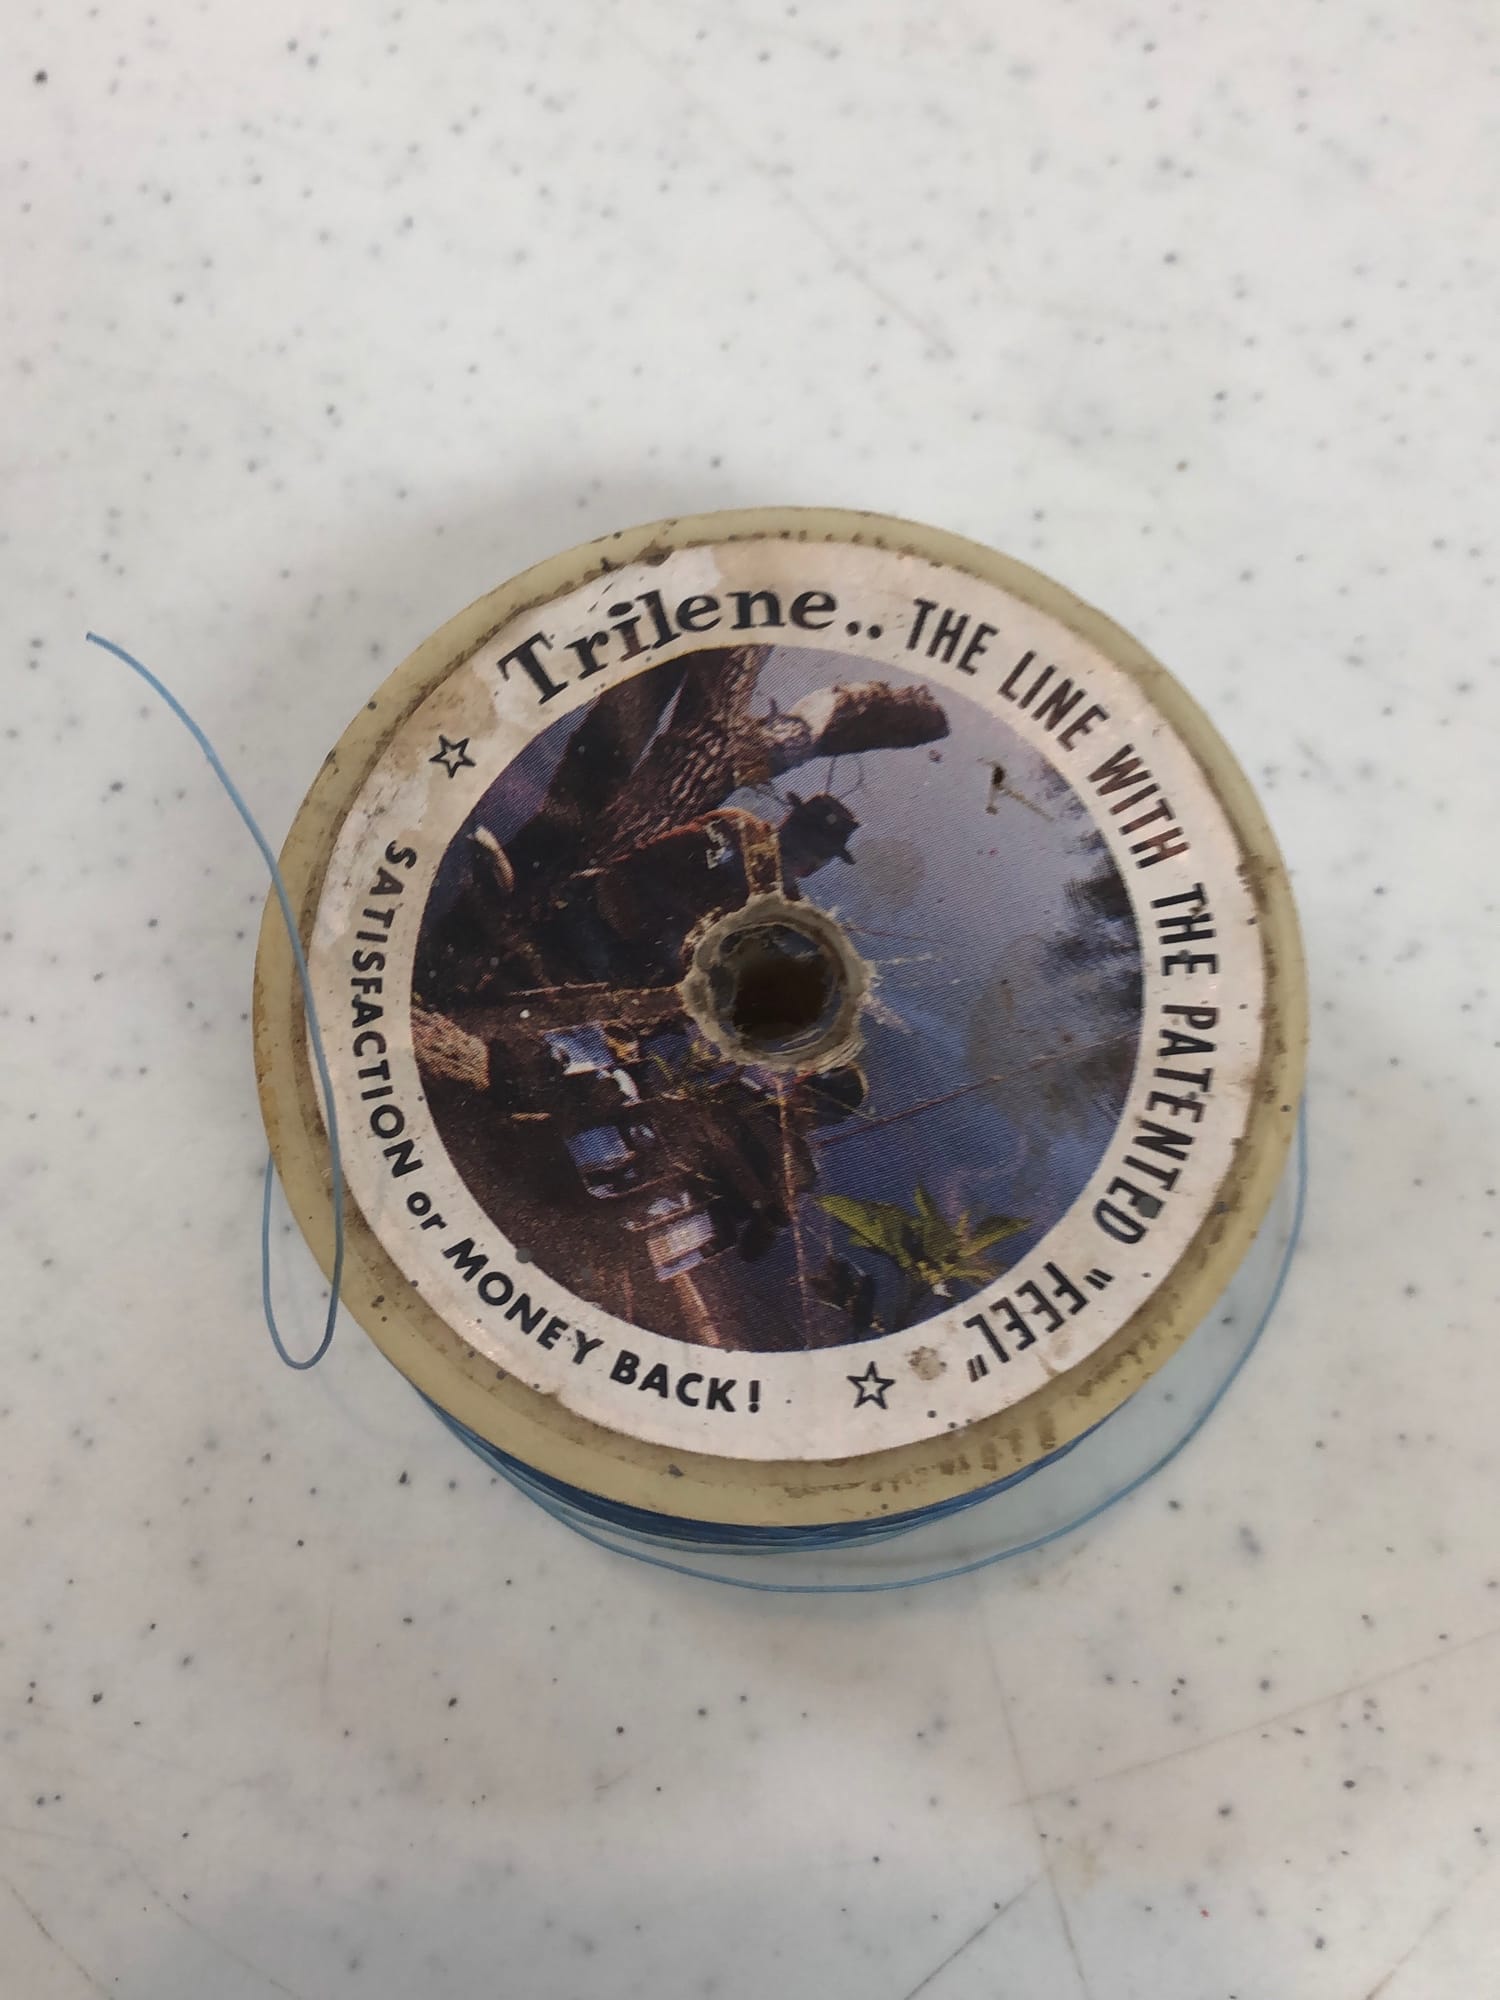 Trilene.. THE LINE WITH THE PATENTED "FEEL"
SATISFACTION or MONEY BACK!